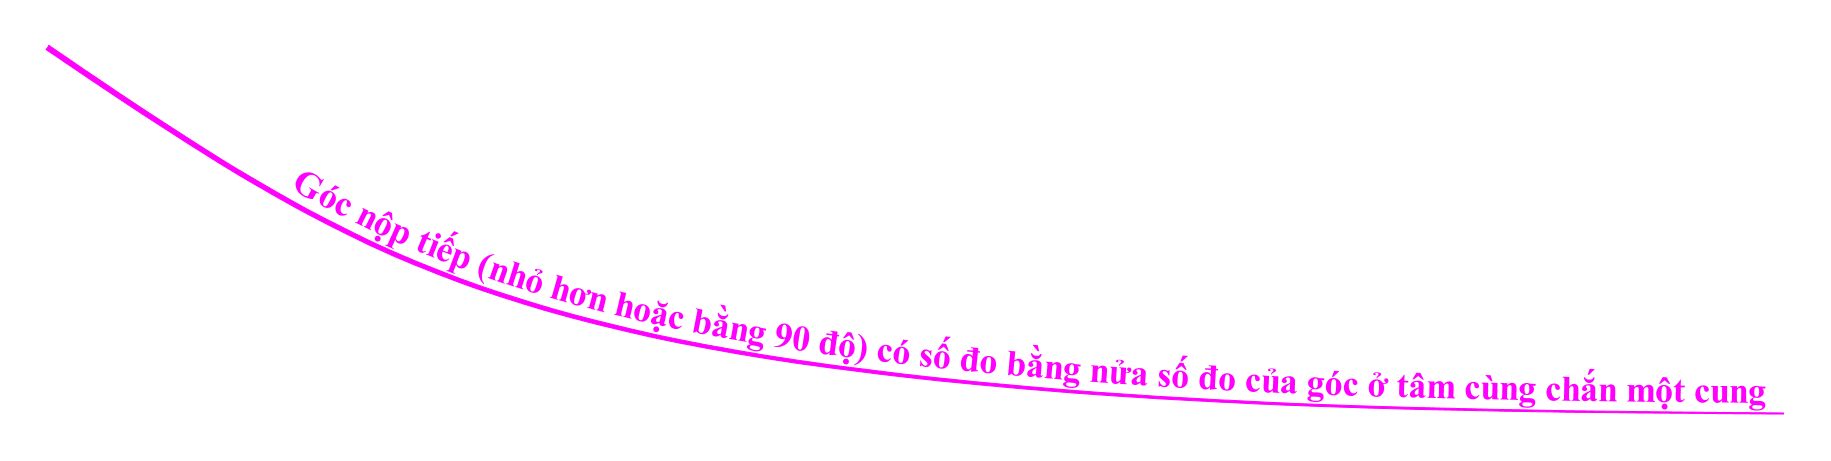 Góc nộp tiếp (nhỏ hơn hoặc bằng 90 độ) có số đo bằng nửa số đo của góc ở tâm cùng chắn một cung